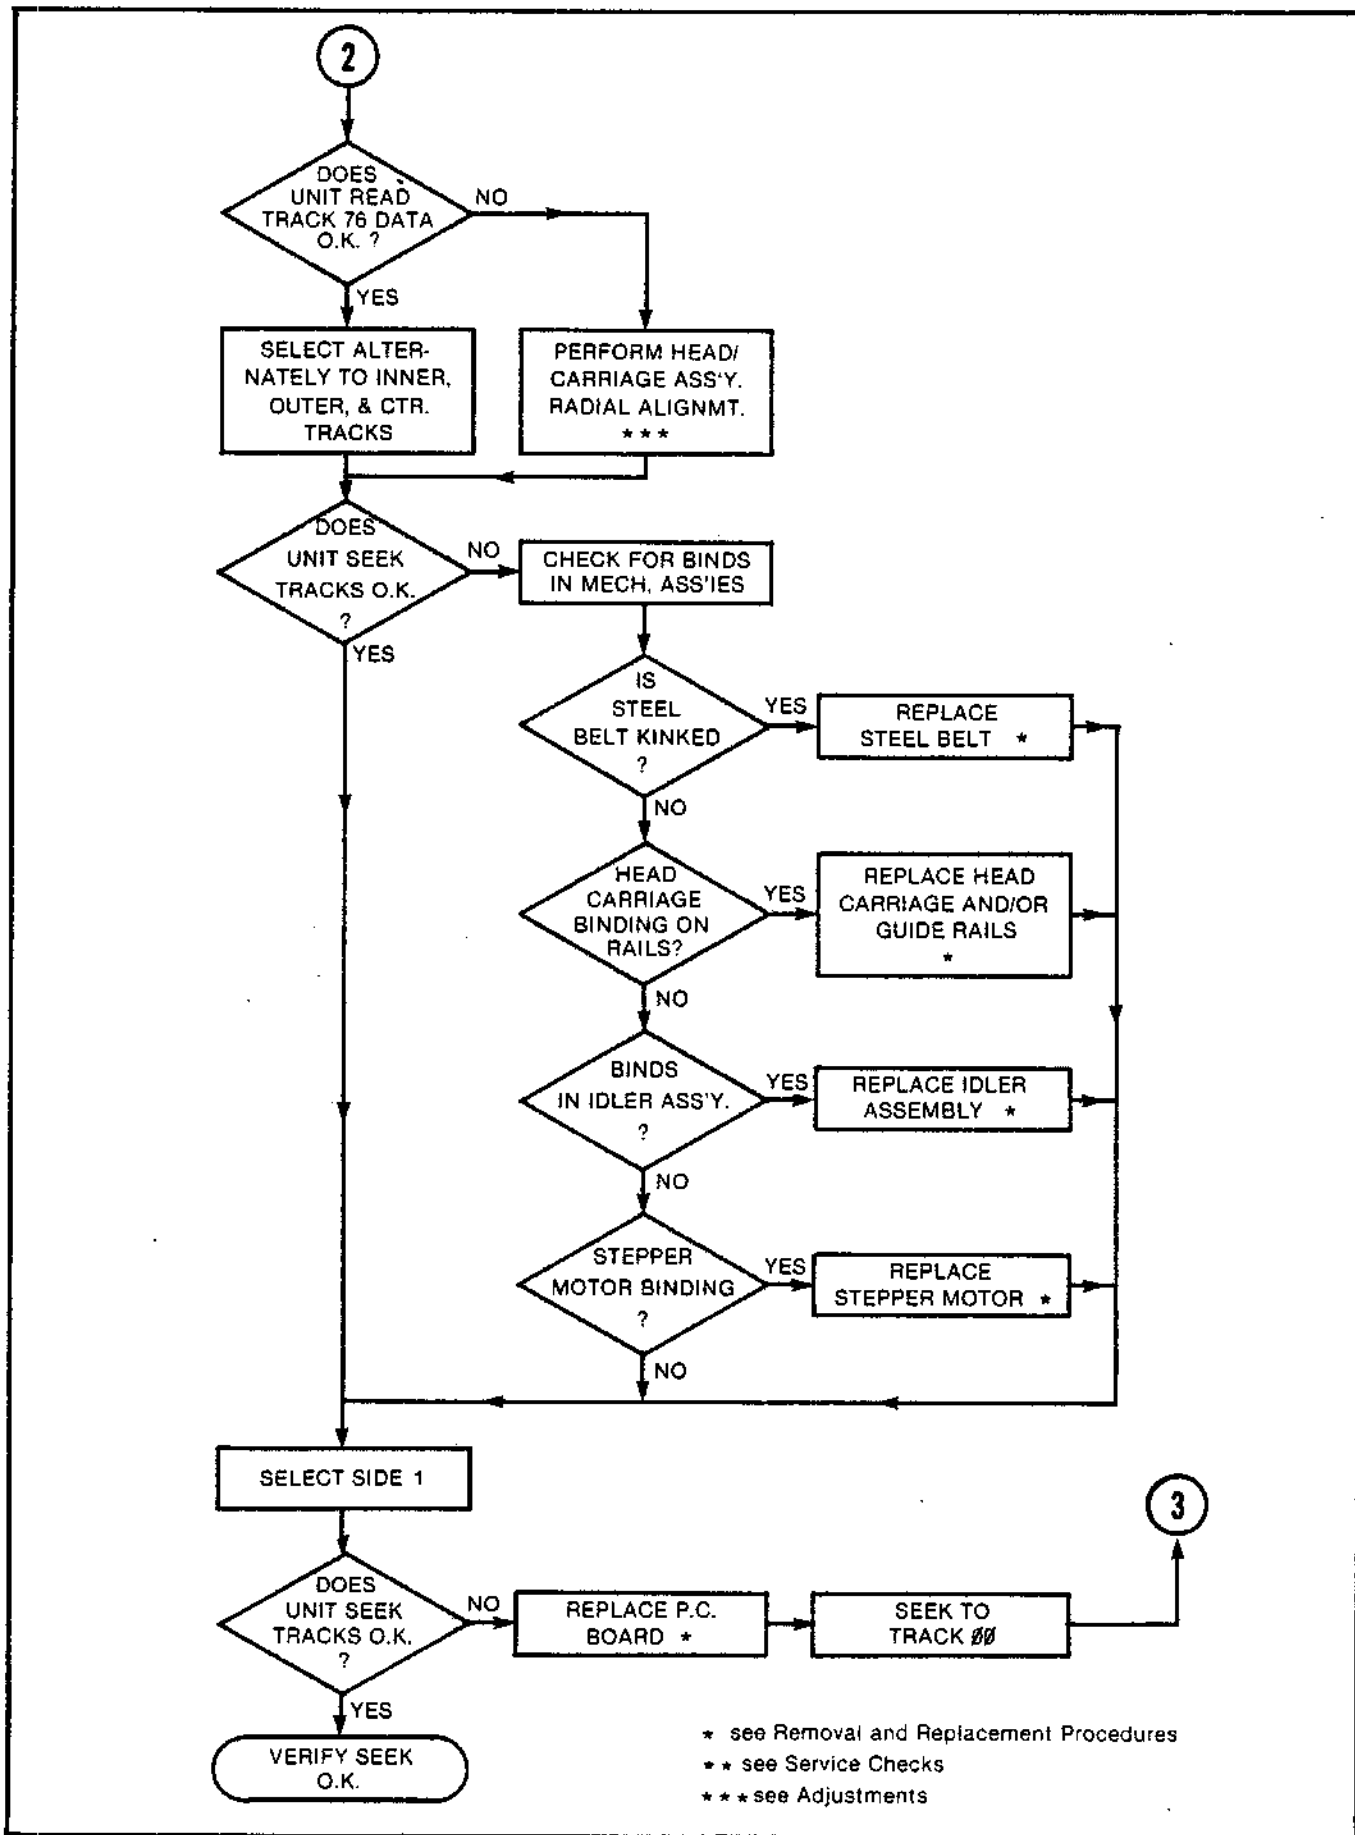 2
DOES
UNIT READ
TRACK 76 DATA
O.K. ?
NO
YES
SELECT ALTER-
NATELY TO INNER,
OUTER, & CTR.
TRACKS
PERFORM HEAD/
CARRIAGE ASS'Y.
RADIAL ALIGNMT.
* * *
DOES
UNIT SEEK
TRACKS O.K.
?
NO
YES
CHECK FOR BINDS
IN MECH. ASS'IES
IS
STEEL
BELT KINKED
?
YES
NO
REPLACE
STEEL BELT *
HEAD
CARRIAGE
BINDING ON
RAILS?
YES
NO
REPLACE HEAD
CARRIAGE AND/OR
GUIDE RAILS
*
BINDS
IN IDLER ASS'Y.
?
YES
NO
REPLACE IDLER
ASSEMBLY *
STEPPER
MOTOR BINDING
?
YES
NO
REPLACE
STEPPER MOTOR *
SELECT SIDE 1
DOES
UNIT SEEK
TRACKS O.K.
?
NO
YES
REPLACE P.C.
BOARD *
SEEK TO
TRACK ØØ
3
VERIFY SEEK
O.K.
* see Removal and Replacement Procedures
* * see Service Checks
* * * see Adjustments